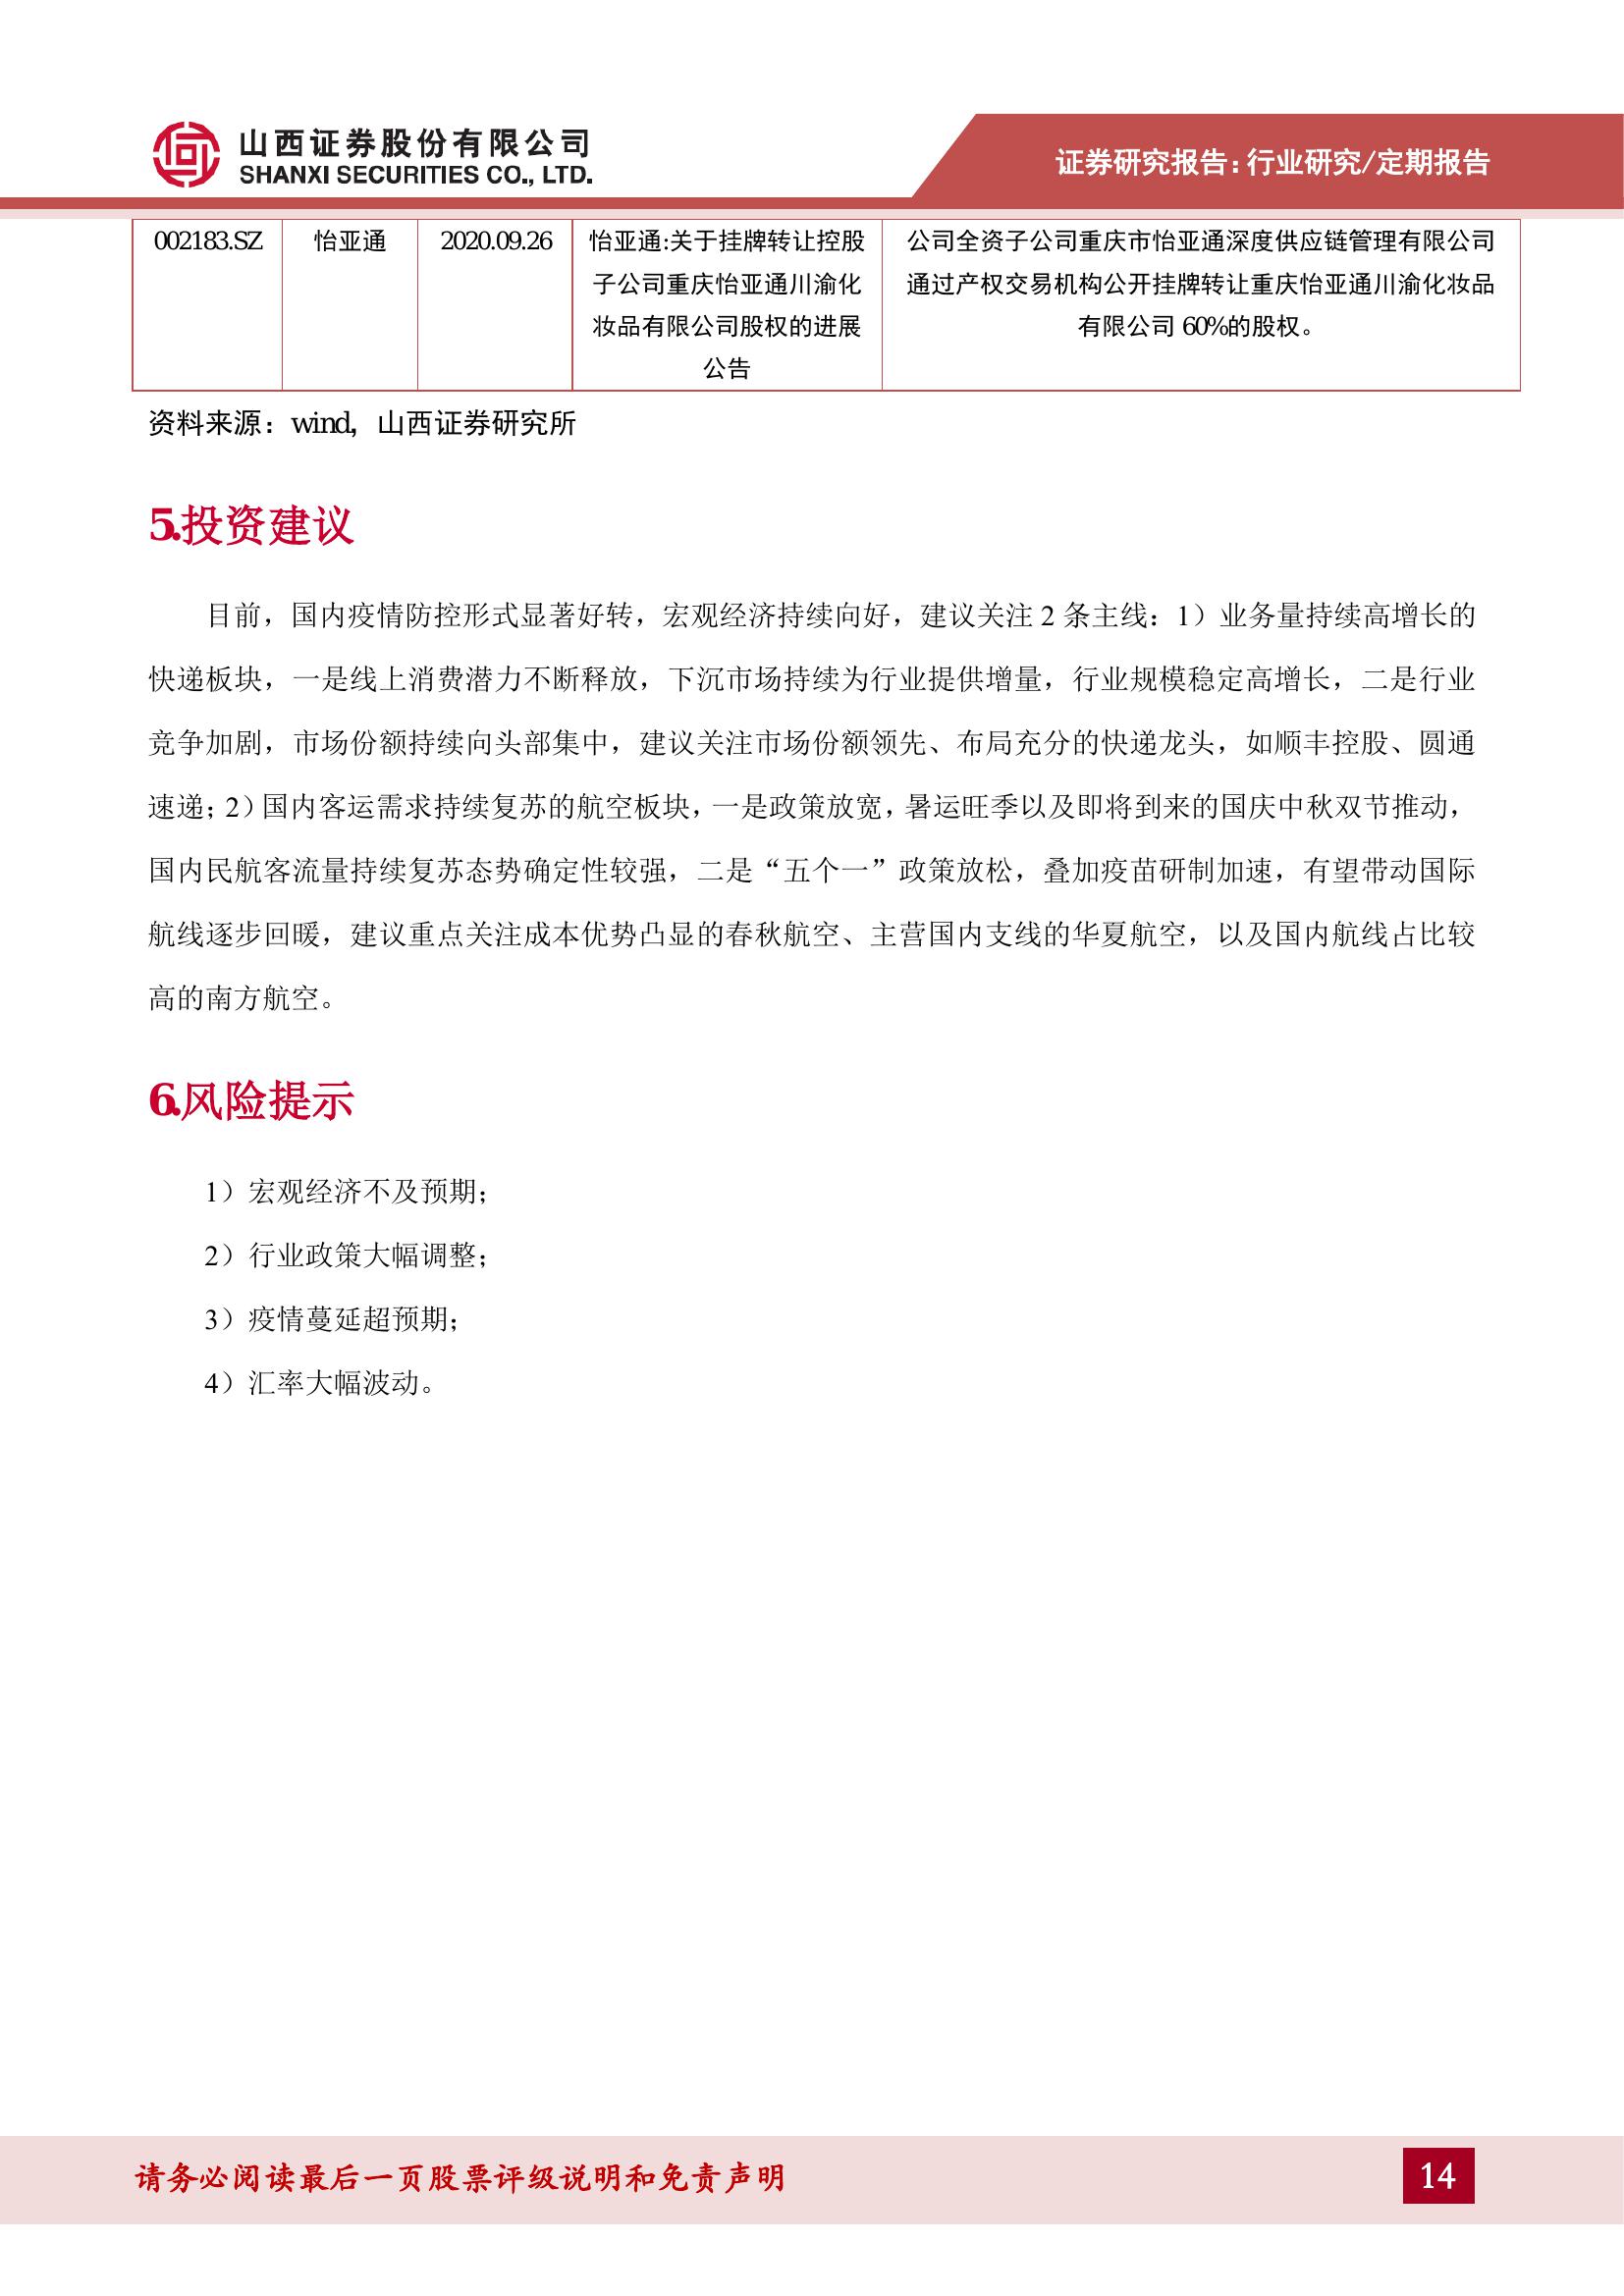 山西证券股份有限公司
SHANXI SECURITIES CO., LTD.
证券研究报告：行业研究/定期报告
002183.SZ 怡亚通 2020.09.26 怡亚通:关于挂牌转让控股 公司全资子公司重庆市怡亚通深度供应链管理有限公司
子公司重庆怡亚通川渝化 通过产权交易机构公开挂牌转让重庆怡亚通川渝化妆品
妆品有限公司股权的进展 有限公司 60%的股权。
公告
资料来源：wind，山西证券研究所
5.投资建议
目前，国内疫情防控形式显著好转，宏观经济持续向好，建议关注 2 条主线：1）业务量持续高增长的
快递板块，一是线上消费潜力不断释放，下沉市场持续为行业提供增量，行业规模稳定高增长，二是行业
竞争加剧，市场份额持续向头部集中，建议关注市场份额领先、布局充分的快递龙头，如顺丰控股、圆通
速递；2）国内客运需求持续复苏的航空板块，一是政策放宽，暑运旺季以及即将到来的国庆中秋双节推动，
国内民航客流量持续复苏态势确定性较强，二是“五个一”政策放松，叠加疫苗研制加速，有望带动国际
航线逐步回暖，建议重点关注成本优势凸显的春秋航空、主营国内支线的华夏航空，以及国内航线占比较
高的南方航空。
6.风险提示
1）宏观经济不及预期；
2）行业政策大幅调整；
3）疫情蔓延超预期；
4）汇率大幅波动。
请务必阅读最后一页股票评级说明和免责声明
14